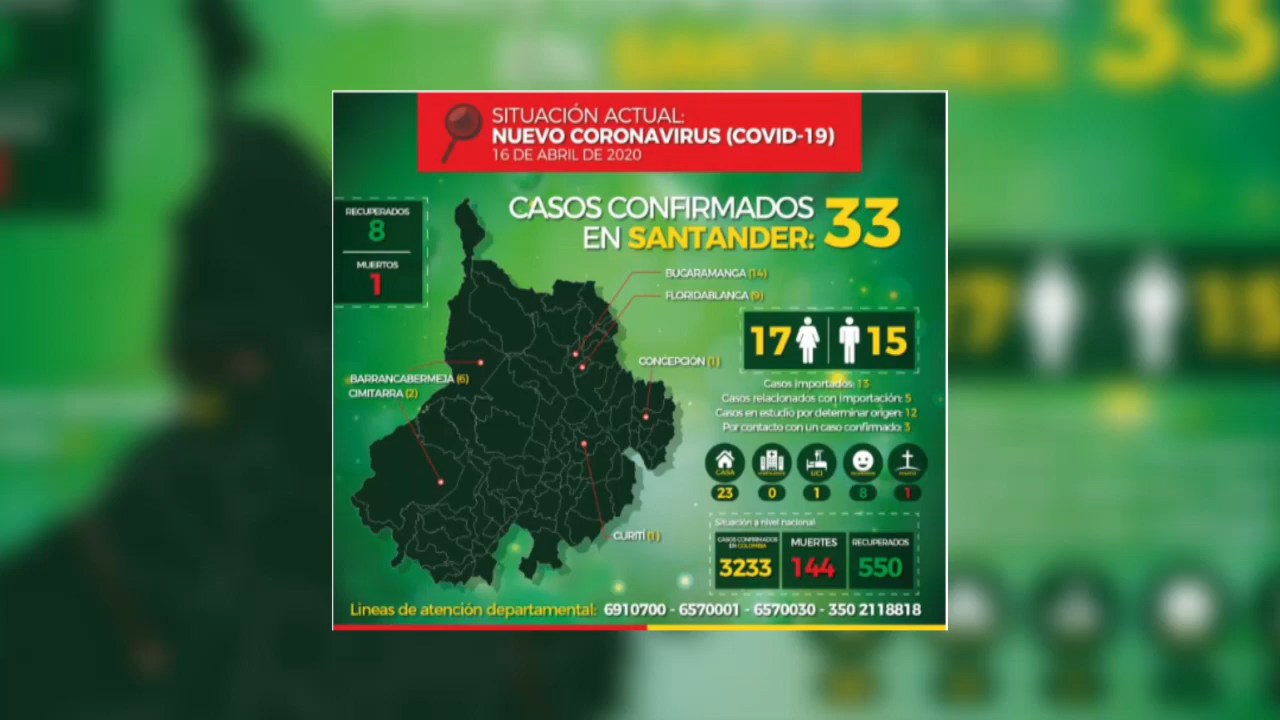 SITUACIÓN ACTUAL:
NUEVO CORONAVIRUS (COVID-19)
16 DE ABRIL DE 2020
CASOS CONFIRMADOS
EN SANTANDER: 33
RECUPERADOS
8
MUERTOS
1
BUCARAMANGA (14)
FLORIDABLANCA (9)
CONCEPCIÓN (1)
BARRANCABERMEJA (6)
CIMITARRA (2)
CURITÍ (1)
17 15
Casos importados: 13
Casos relacionados con importación: 5
Casos en estudio por determinar origen: 12
Por contacto con un caso confirmado: 3
CASA UCI
23 0 1 8 1
Situación a nivel nacional
CASOS CONFIRMADOS
EN COLOMBIA
3233
MUERTES
144
RECUPERADOS
550
Lineas de atención departamental: 6910700 - 6570001 - 6570030 - 350 2118818